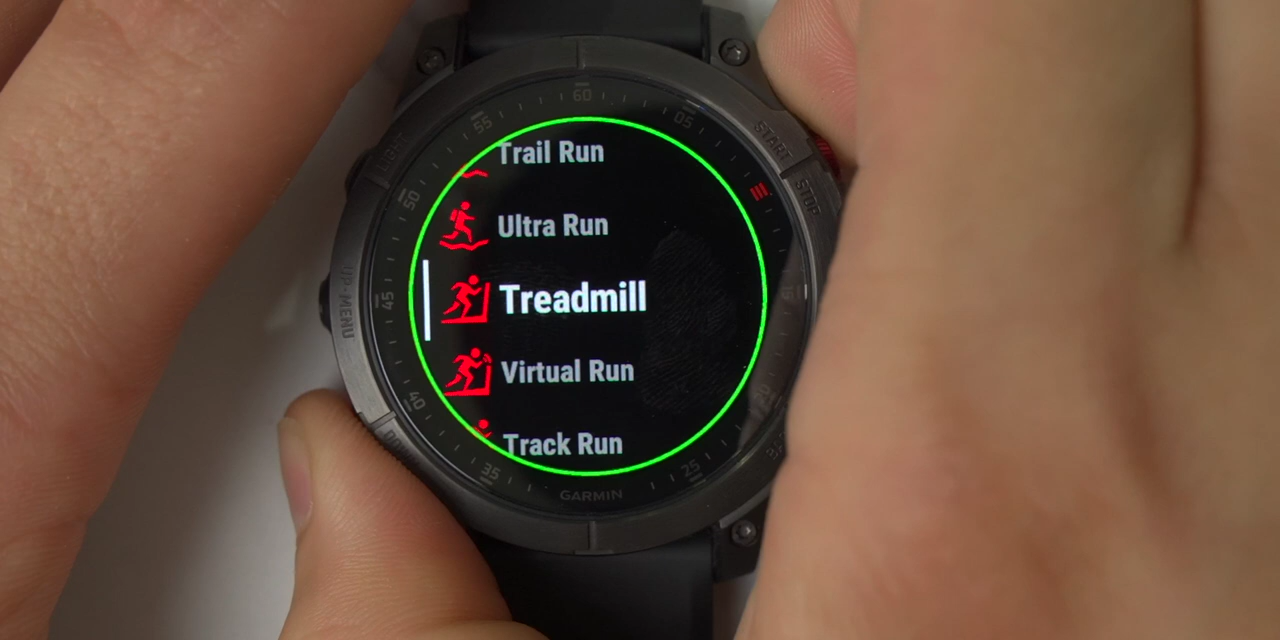 60
55
05
LIGHT
START
STOP
50
Trail Run
Ultra Run
45
UP·MENU
Treadmill
Virtual Run
40
Track Run
35
25
GARMIN